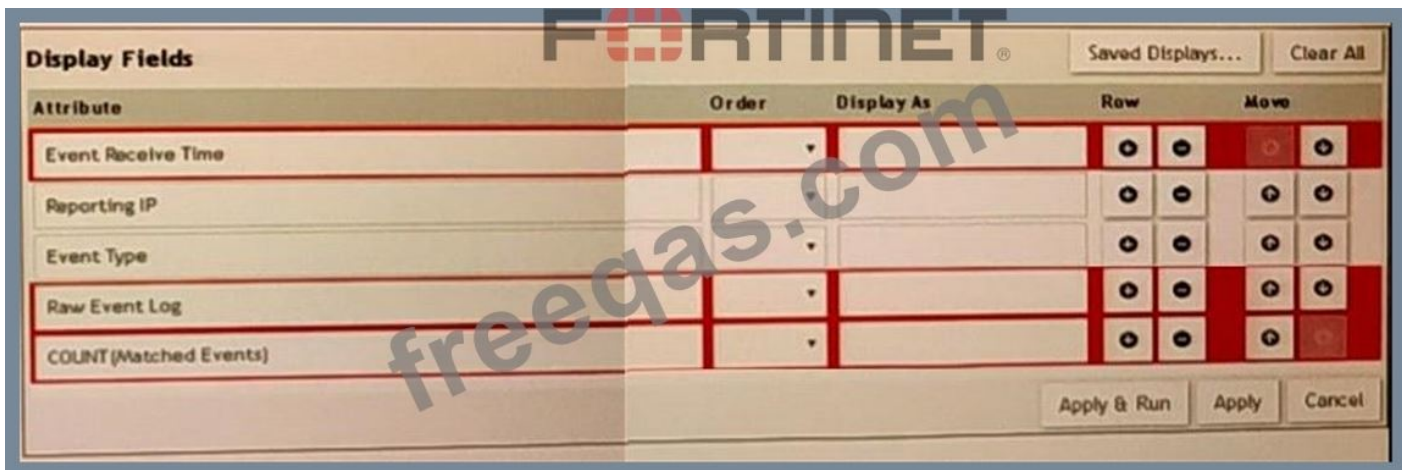 FORTINET®
Display Fields Saved Displays... Clear All
Attribute Order Display As Row Move
Event Receive Time
Reporting IP
Event Type
Raw Event Log
COUNT(Matched Events)
Apply & Run Apply Cancel
freeqas.com